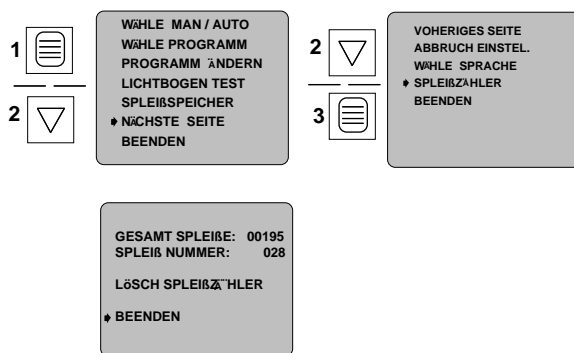 1
2
WÄHLE MAN / AUTO
WÄHLE PROGRAMM
PROGRAMM ÄNDERN
LICHTBOGEN TEST
SPLEIßSPEICHER
NÄCHSTE SEITE
BEENDEN
2
3
VOHERIGES SEITE
ABBRUCH EINSTEL.
WÄHLE SPRACHE
SPLEIßZÄHLER
BEENDEN
GESAMT SPLEIßE: 00195
SPLEIß NUMMER: 028
LöSCH SPLEIßZÄHLER
BEENDEN